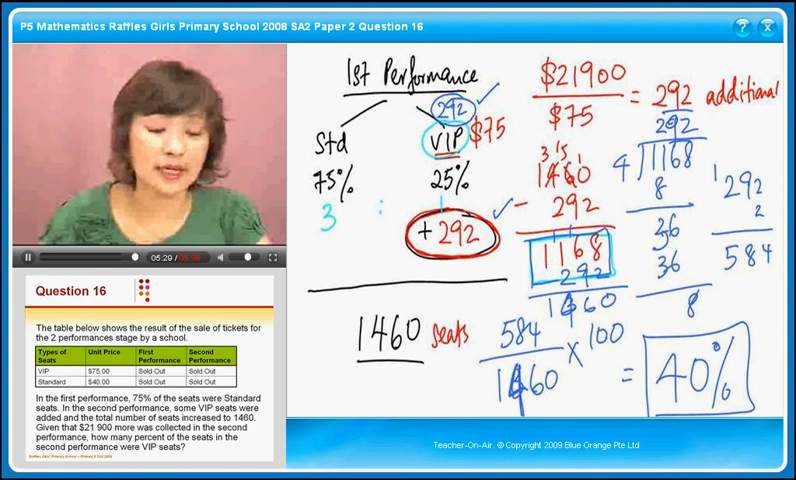 P5 Mathematics Raffles Girls Primary School 2008 SA2 Paper 2 Question 16
? X
05:29 / 05:39
Question 16
The table below shows the result of the sale of tickets for
the 2 performances stage by a school.
Types of Seats Unit Price First Performance Second Performance
VIP $75.00 Sold Out Sold Out
Standard $40.00 Sold Out Sold Out
In the first performance, 75% of the seats were Standard
seats. In the second performance, some VIP seats were
added and the total number of seats increased to 1460.
Given that $21 900 more was collected in the second
performance, how many percent of the seats in the
second performance were VIP seats?
1st Performance
292
Std VIP $75
75% 25%
3 : 1
+292
1460 seats
$21900
$75
= 292 additional
1460
- 292
1168
292
1460
292
4 1168
8
36
36
8
292
2
584
584
1460
x 100
= 40%
Teacher-On-Air. © Copyright 2009 Blue Orange Pte Ltd